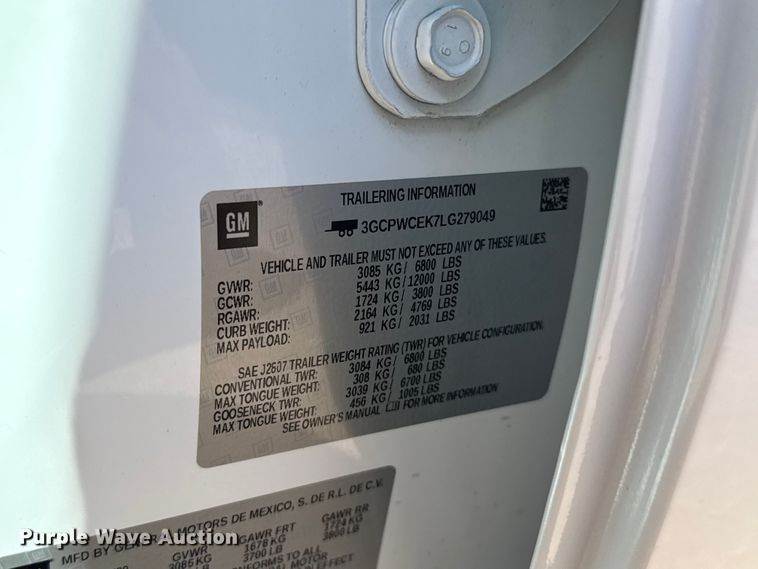 19
TRAILERING INFORMATION
GM
3GCPWCEK7LG279049
VEHICLE AND TRAILER MUST NOT EXCEED ANY OF THESE VALUES.
GVWR: 3085 KG/ 6800 LBS
GCWR: 5443 KG/12000 LBS
RGAWR: 1724 KG/ 3800 LBS
CURB WEIGHT: 2164 KG/ 4769 LBS
MAX PAYLOAD: 921 KG/ 2031 LBS
SAE J2807 TRAILER WEIGHT RATING (TWR) FOR VEHICLE CONFIGURATION.
CONVENTIONAL TWR: 3084 KG/ 6800 LBS
MAX TONGUE WEIGHT: 308 KG/ 680 LBS
GOOSENECK TWR: 3039 KG/ 6700 LBS
MAX TONGUE WEIGHT: 456 KG/ 1005 LBS
SEE OWNER'S MANUAL FOR MORE INFORMATION
MOTORS DE MEXICO, S. DE R.L. DE C.V.
MFD BY
GVWR GAWR FRT GAWR RR
3085 KG 1678 KG 1724 KG
3700 LB 3800 LB
TO ALL
MOTOR
EFFECT
Purple Wave Auction